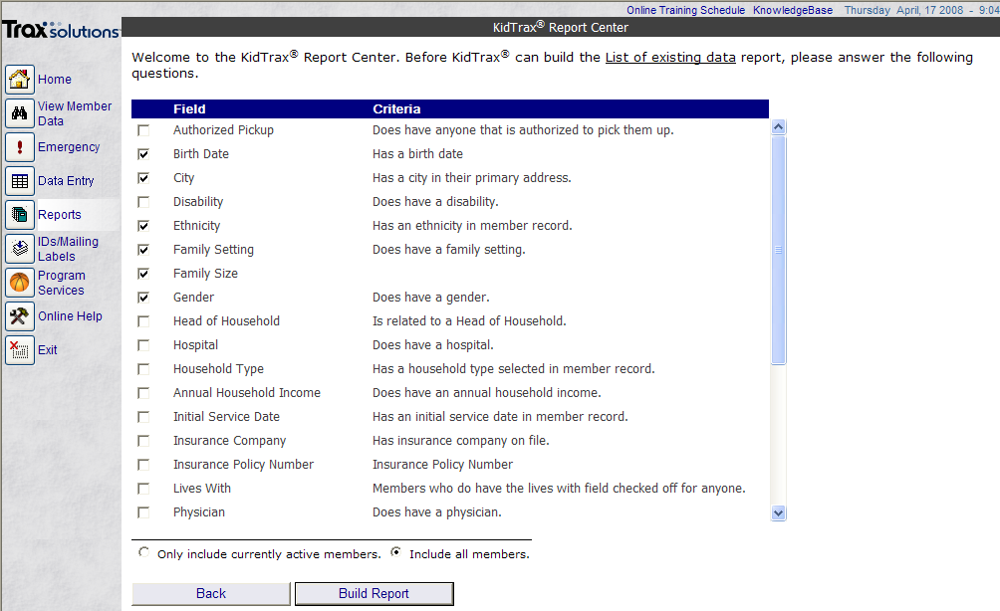 Online Training Schedule KnowledgeBase Thursday April, 17 2008 - 9:04
Trax solutions
KidTrax® Report Center
Welcome to the KidTrax® Report Center. Before KidTrax® can build the List of existing data report, please answer the following
questions.
Home
View Member
Data
Emergency
Data Entry
Reports
IDs/Mailing
Labels
Program
Services
Online Help
Exit
Field Criteria
Authorized Pickup Does have anyone that is authorized to pick them up.
Birth Date Has a birth date
City Has a city in their primary address.
Disability Does have a disability.
Ethnicity Has an ethnicity in member record.
Family Setting Does have a family setting.
Family Size
Gender Does have a gender.
Head of Household Is related to a Head of Household.
Hospital Does have a hospital.
Household Type Has a household type selected in member record.
Annual Household Income Does have an annual household income.
Initial Service Date Has an initial service date in member record.
Insurance Company Has insurance company on file.
Insurance Policy Number Insurance Policy Number
Lives With Members who do have the lives with field checked off for anyone.
Physician Does have a physician.
Only include currently active members. Include all members.
Back Build Report